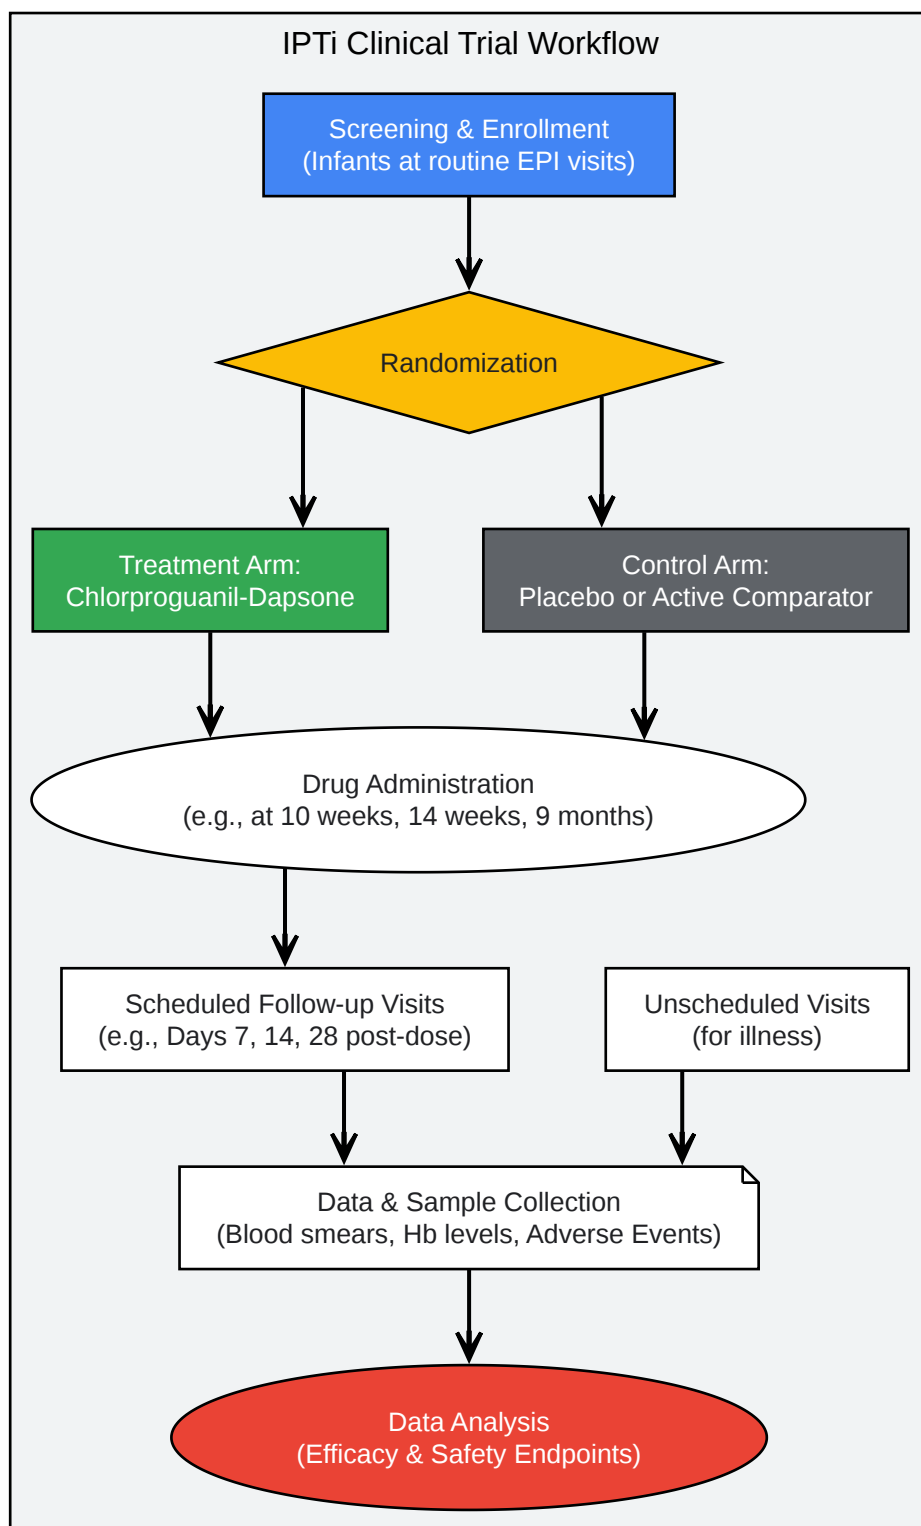 IPTi Clinical Trial Workflow
Screening & Enrollment
(Infants at routine EPI visits)
Randomization
Treatment Arm:
Chlorproguanil-Dapsone
Control Arm:
Placebo or Active Comparator
Drug Administration
(e.g., at 10 weeks, 14 weeks, 9 months)
Scheduled Follow-up Visits
(e.g., Days 7, 14, 28 post-dose)
Unscheduled Visits
(for illness)
Data & Sample Collection
(Blood smears, Hb levels, Adverse Events)
Data Analysis
(Efficacy & Safety Endpoints)